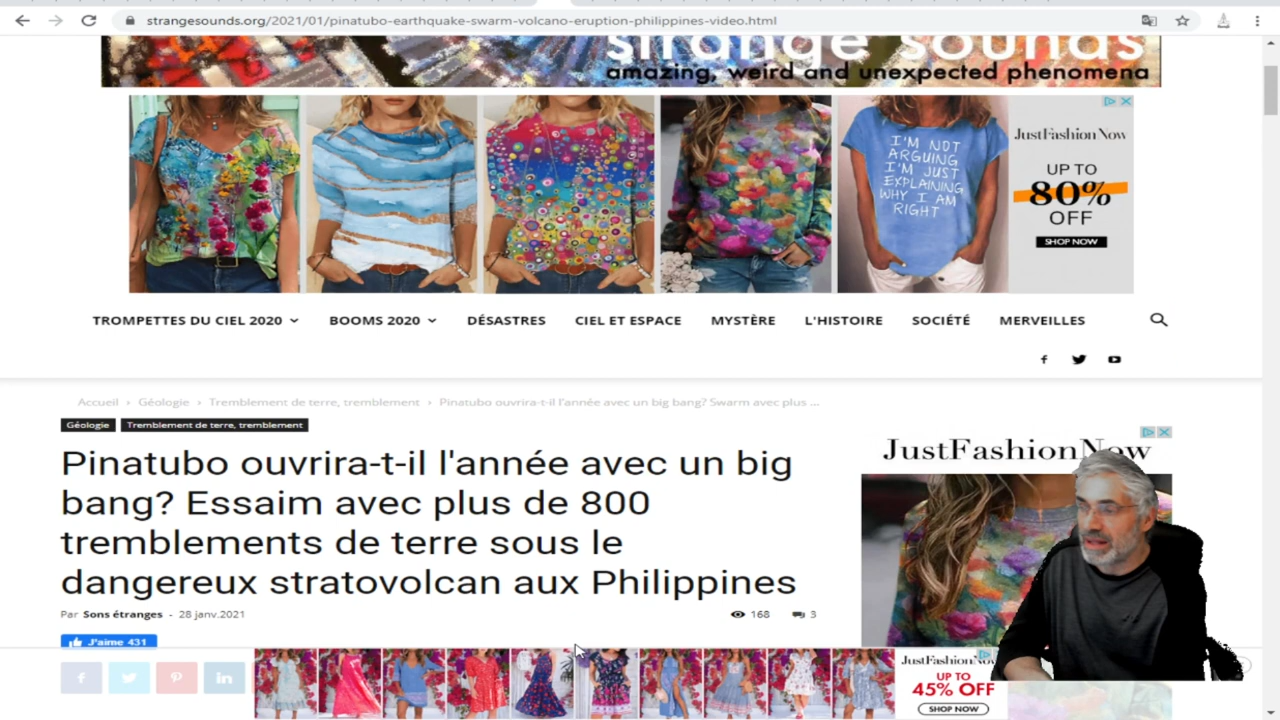 strangesounds.org/2021/01/pinatubo-earthquake-swarm-volcano-eruption-philippines-video.html
strange sounds
amazing, weird and unexpected phenomena
I'M NOT
ARGUING
I'M JUST
EXPLAINING
WHY I AM
RIGHT
JustFashionNow
UP TO
80%
OFF
SHOP NOW
TROMPETTES DU CIEL 2020 BOOMS 2020 DÉSASTRES CIEL ET ESPACE MYSTÈRE L'HISTOIRE SOCIÉTÉ MERVEILLES
Accueil › Géologie › Tremblement de terre, tremblement › Pinatubo ouvrira-t-il l'année avec un big bang? Swarm avec plus ...
Géologie Tremblement de terre, tremblement
Pinatubo ouvrira-t-il l'année avec un big
bang? Essaim avec plus de 800
tremblements de terre sous le
dangereux stratovolcan aux Philippines
Par Sons étranges - 28 janv.2021 168 3
J'aime 431
JustFashionNow
JustFashionNow
UP TO
45% OFF
SHOP NOW